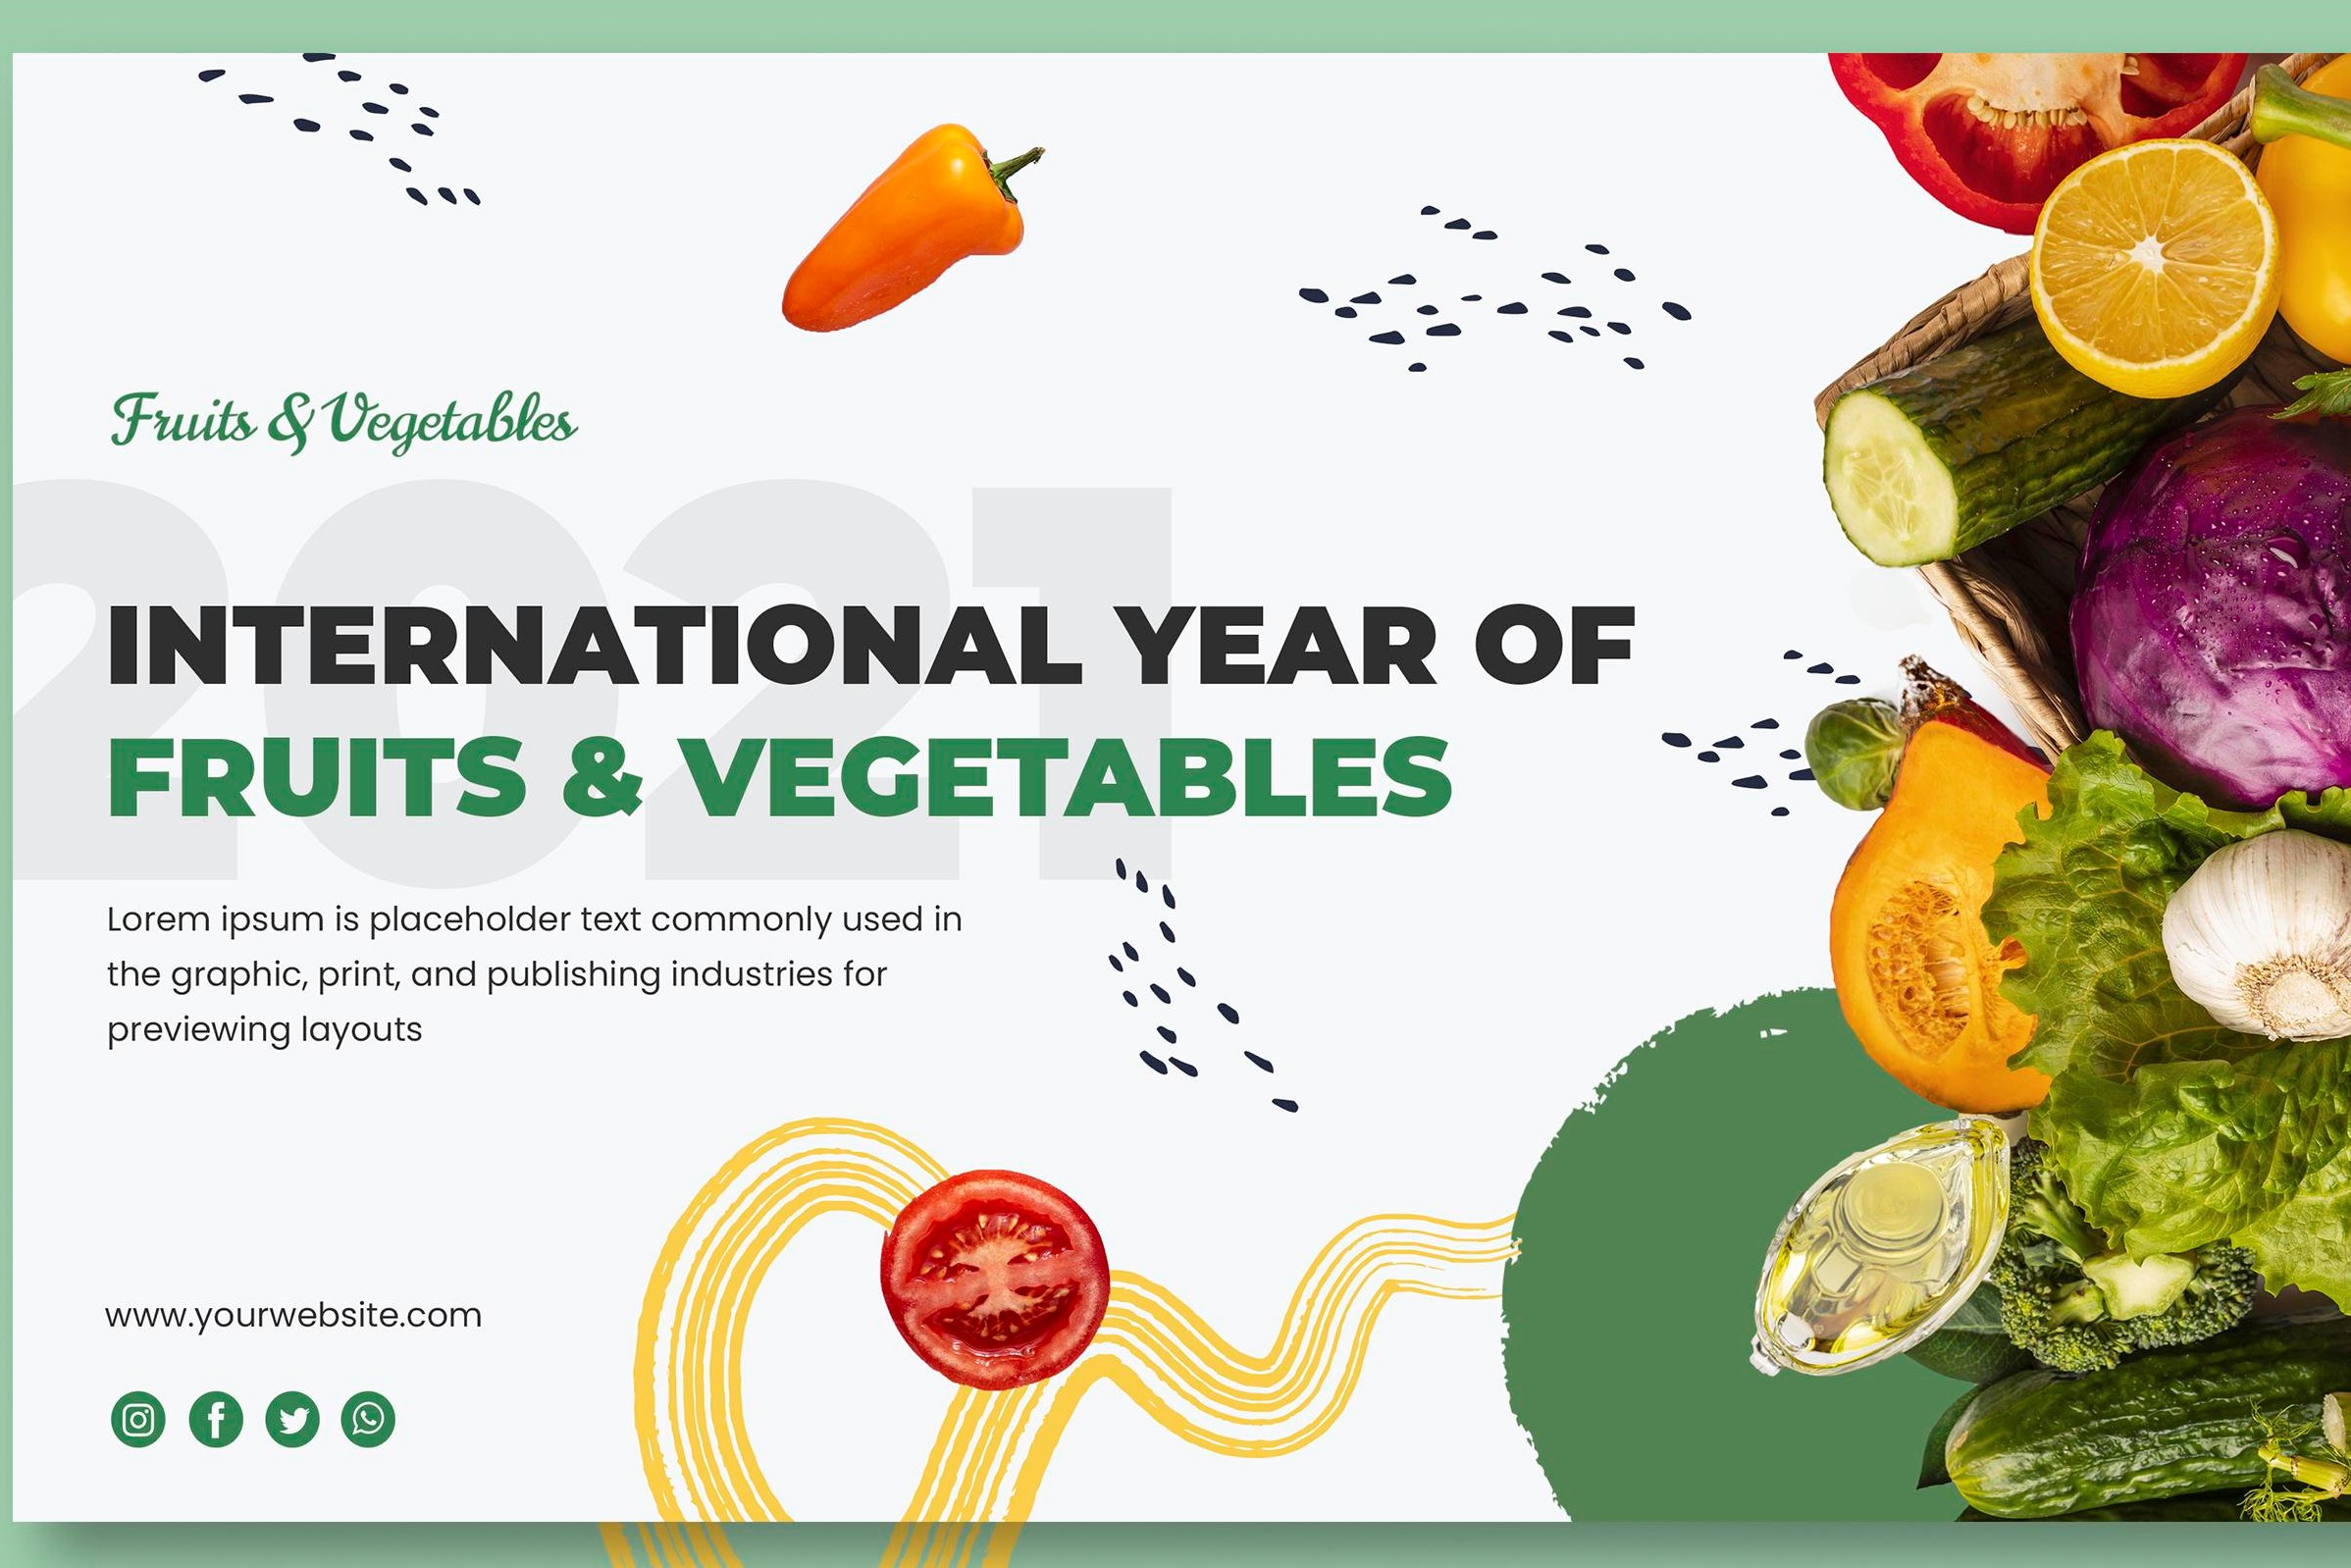 Fruits & Vegetables
2021
INTERNATIONAL YEAR OF
FRUITS & VEGETABLES
Lorem ipsum is placeholder text commonly used in
the graphic, print, and publishing industries for
previewing layouts
www.yourwebsite.com